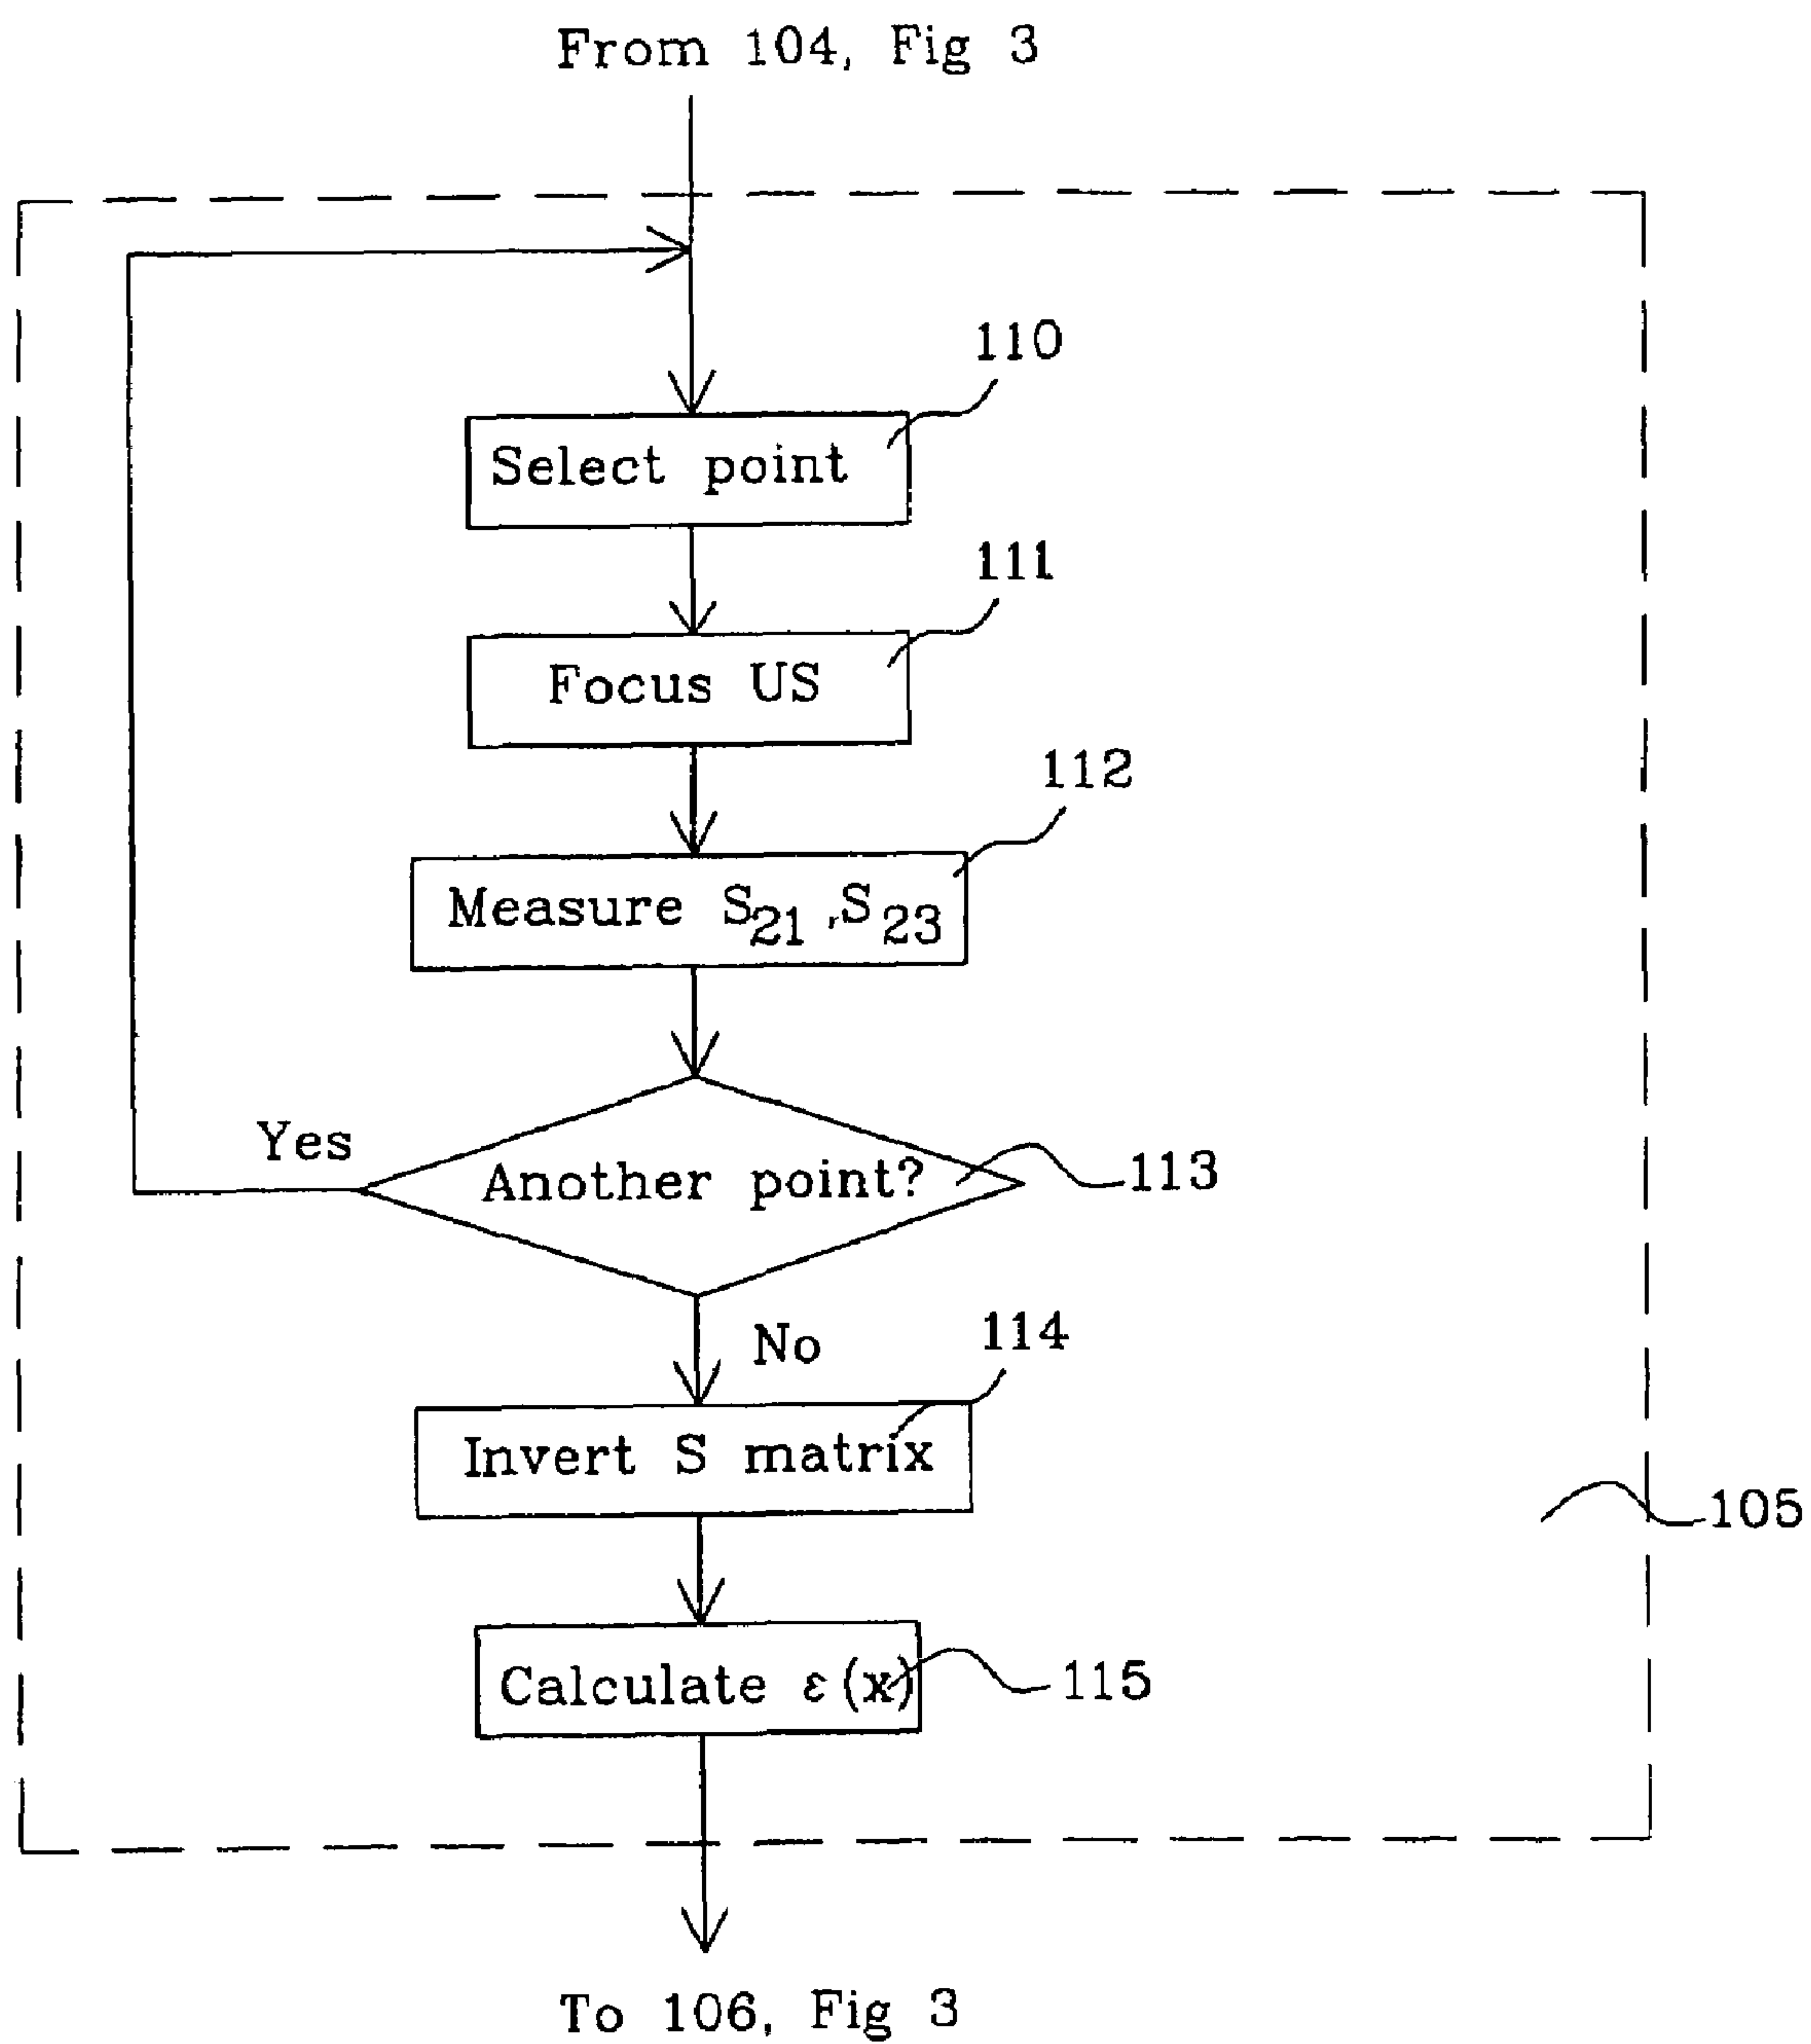 From 104, Fig 3
110
Select point
111
Focus US
112
Measure S21 ,S23
Yes
Another point?
113
No
114
Invert S matrix
105
Calculate ε(x)
115
To 106, Fig 3